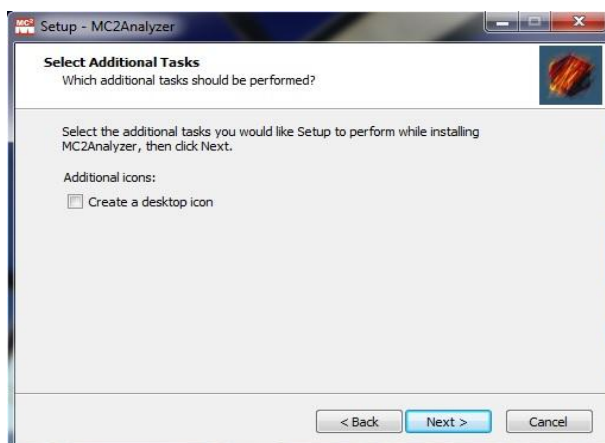 MC²
Setup - MC2Analyzer
Select Additional Tasks
Which additional tasks should be performed?
Select the additional tasks you would like Setup to perform while installing
MC2Analyzer, then click Next.
Additional icons:
Create a desktop icon
< Back
Next >
Cancel